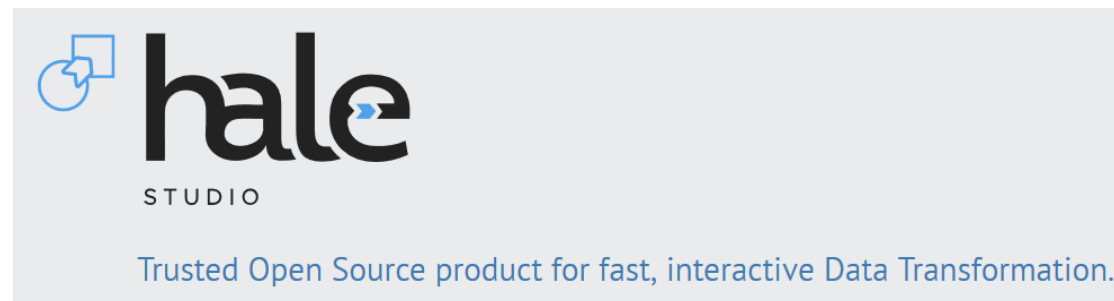 hale
STUDIO
Trusted Open Source product for fast, interactive Data Transformation.